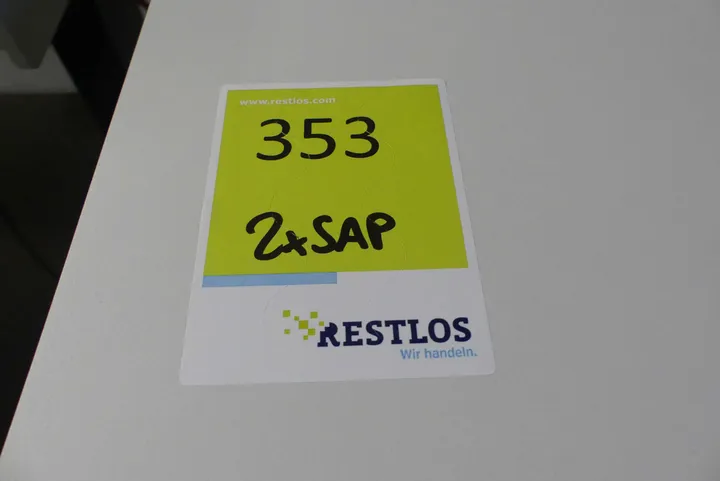 www.restlos.com
353
2xSAP
RESTLOS
Wir handeln.